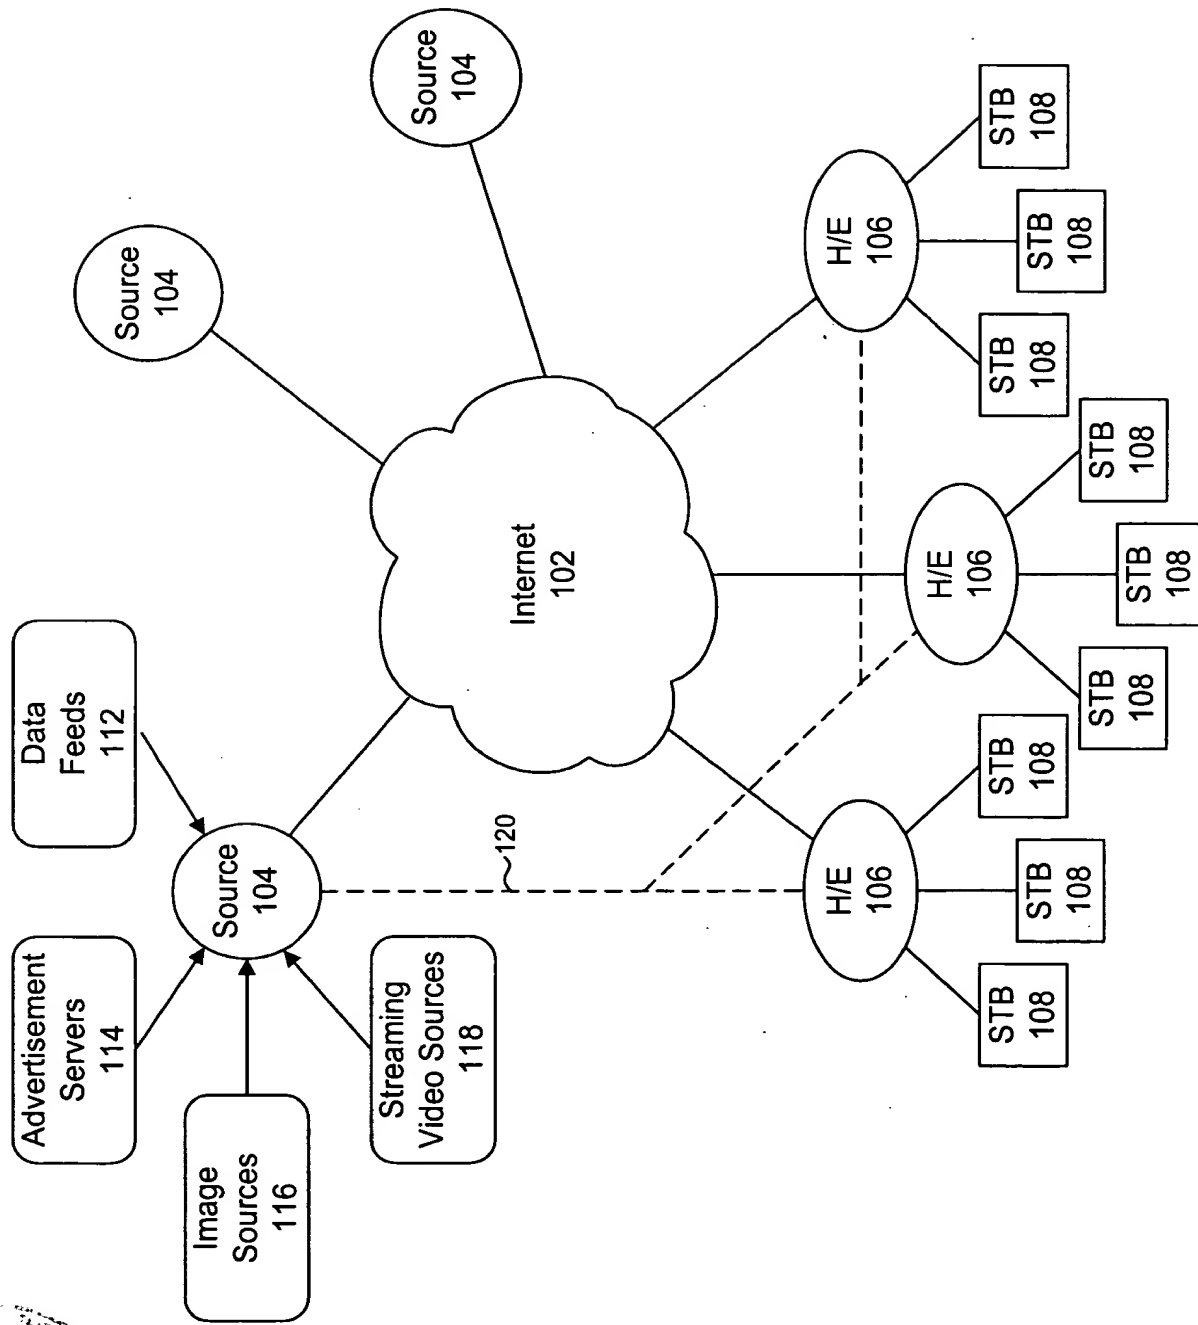 Advertisement
Servers
114
Data
Feeds
112
Image
Sources
116
Streaming
Video Sources
118
Source
104
Source
104
Source
104
Internet
102
120
H/E
106
H/E
106
H/E
106
STB
108
STB
108
STB
108
STB
108
STB
108
STB
108
STB
108
STB
108
STB
108